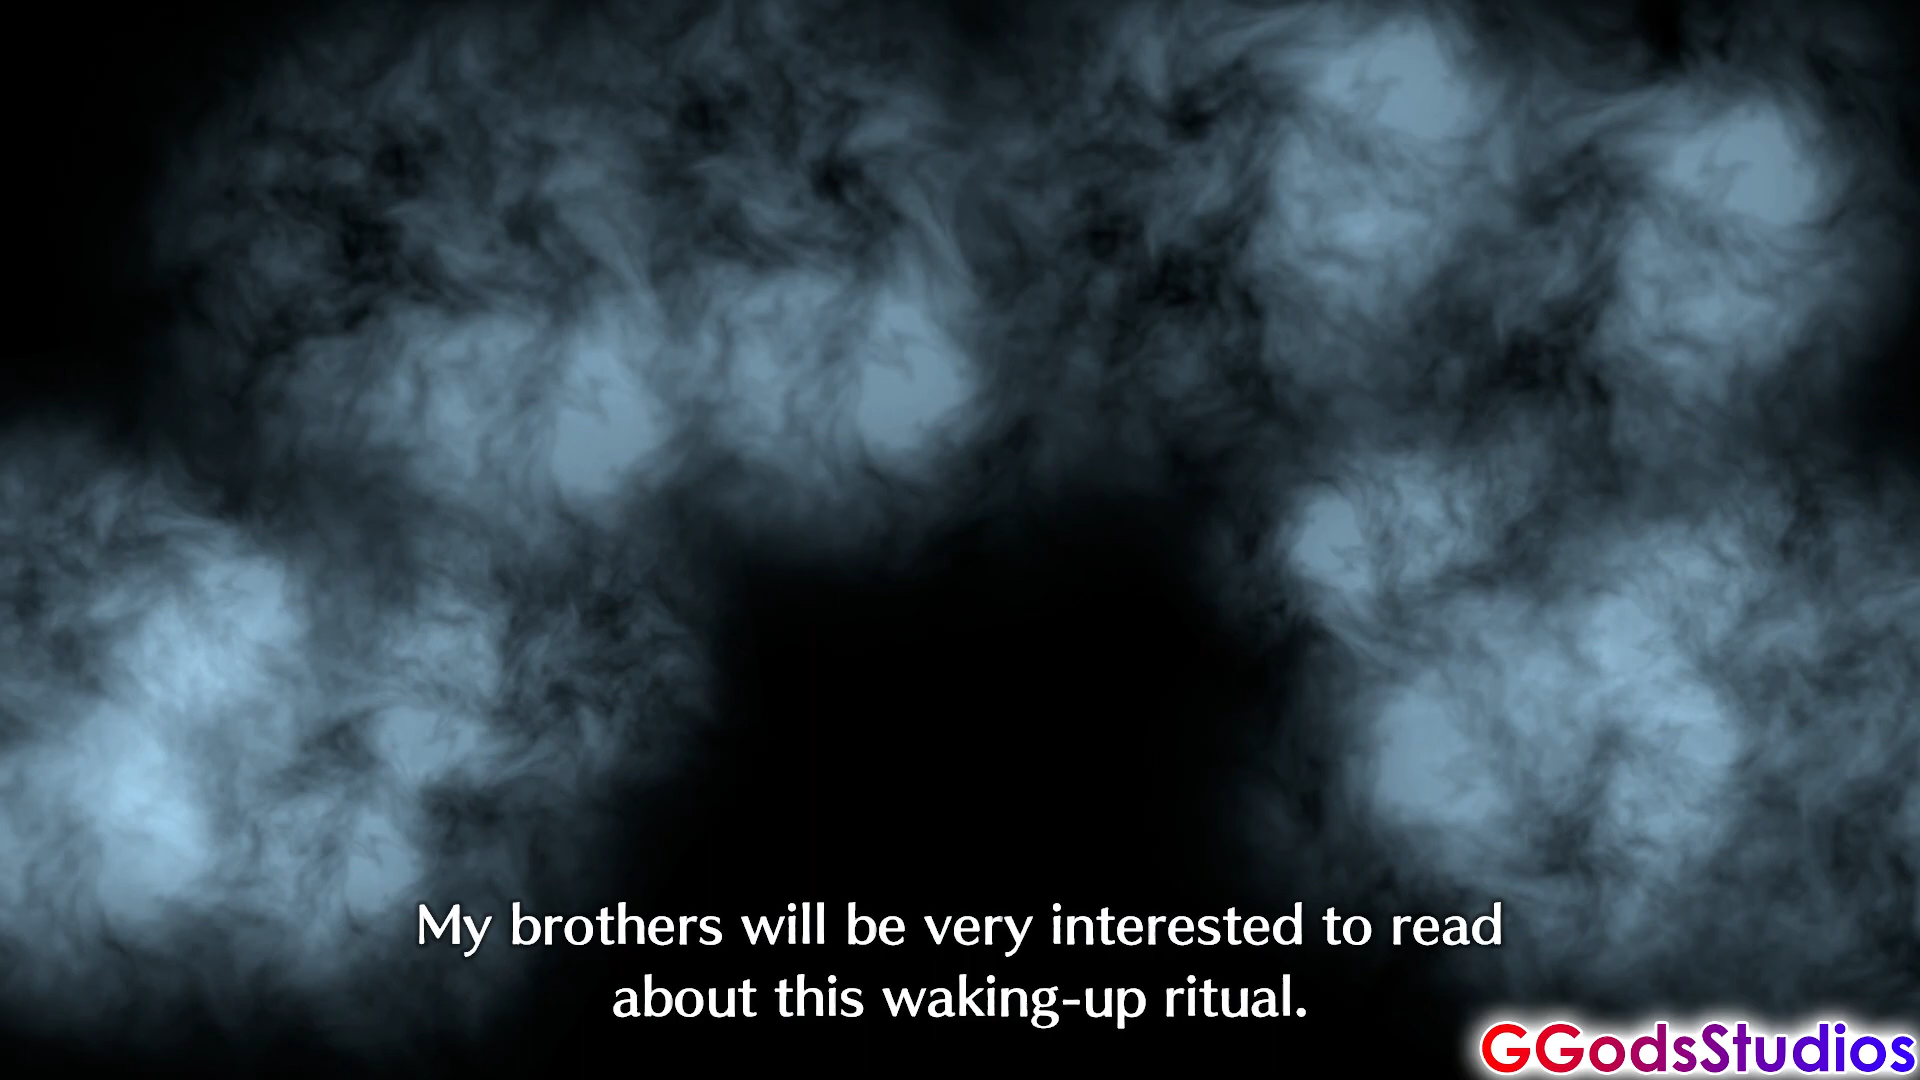 My brothers will be very interested to read
about this waking-up ritual.
GGodsStudios